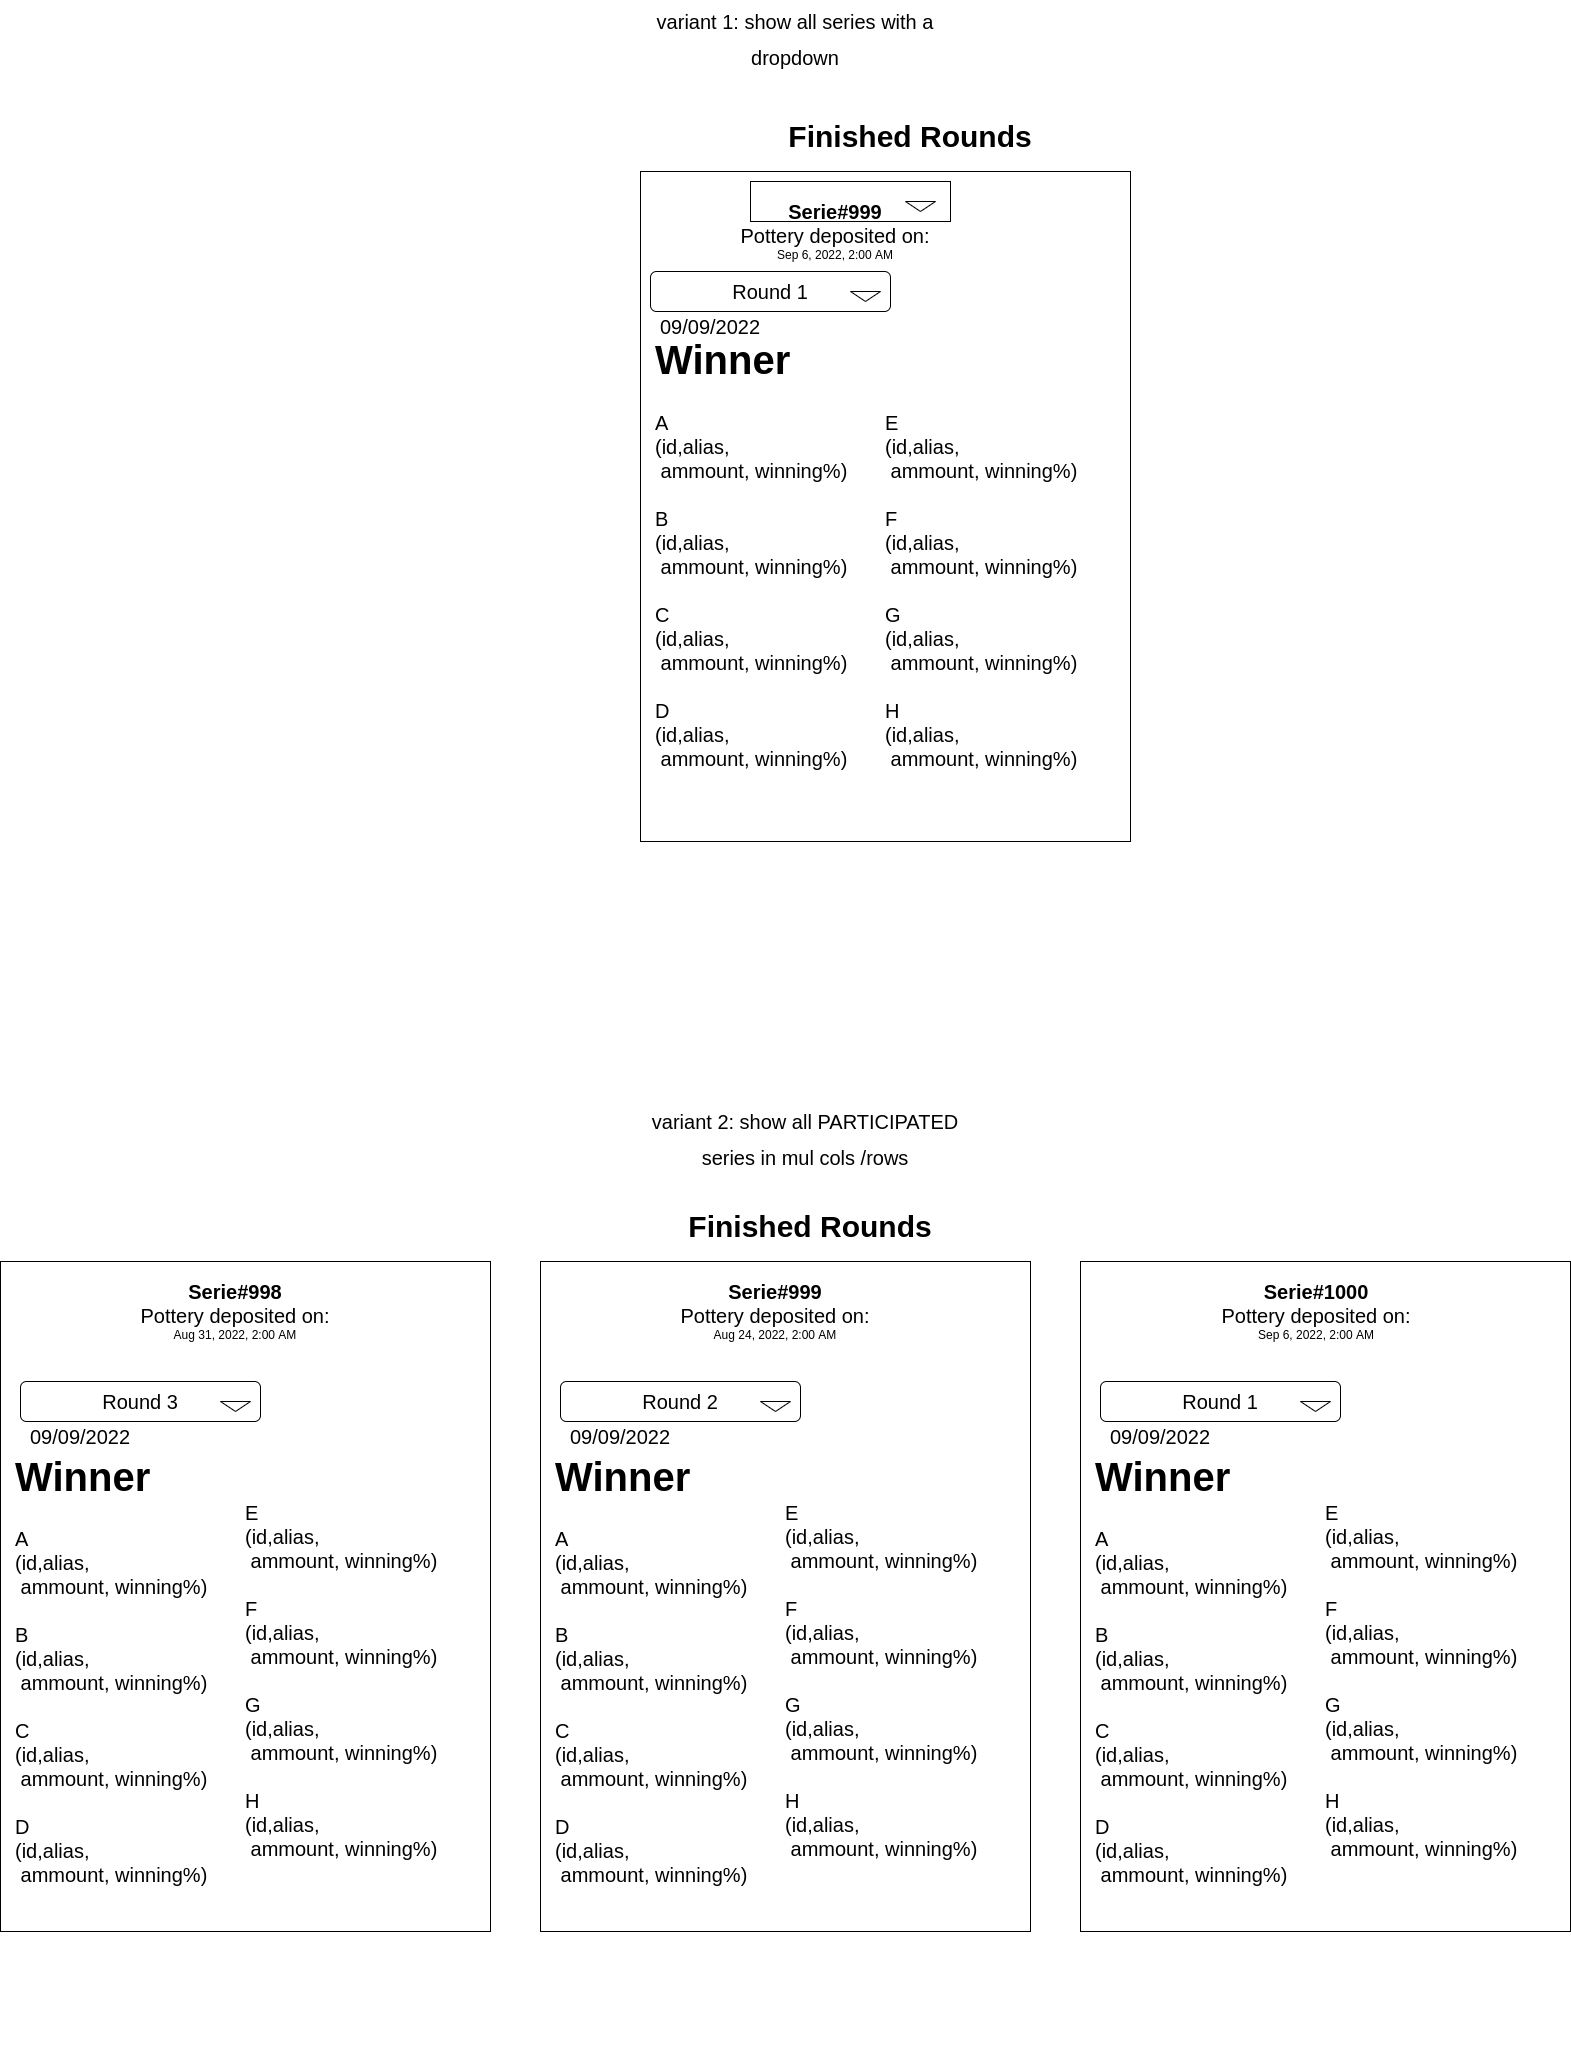 variant 1: show all series with a
dropdown
Finished Rounds
Serie#999
Pottery deposited on:
Sep 6, 2022, 2:00 AM
Round 1
09/09/2022
Winner
A
(id,alias,
ammount, winning%)
B
(id,alias,
ammount, winning%)
C
(id,alias,
ammount, winning%)
D
(id,alias,
ammount, winning%)
E
(id,alias,
ammount, winning%)
F
(id,alias,
ammount, winning%)
G
(id,alias,
ammount, winning%)
H
(id,alias,
ammount, winning%)
variant 2: show all PARTICIPATED
series in mul cols /rows
Finished Rounds
Serie#998
Pottery deposited on:
Aug 31, 2022, 2:00 AM
Round 3
09/09/2022
Winner
A
(id,alias,
ammount, winning%)
B
(id,alias,
ammount, winning%)
C
(id,alias,
ammount, winning%)
D
(id,alias,
ammount, winning%)
E
(id,alias,
ammount, winning%)
F
(id,alias,
ammount, winning%)
G
(id,alias,
ammount, winning%)
H
(id,alias,
ammount, winning%)
Serie#999
Pottery deposited on:
Aug 24, 2022, 2:00 AM
Round 2
09/09/2022
Winner
A
(id,alias,
ammount, winning%)
B
(id,alias,
ammount, winning%)
C
(id,alias,
ammount, winning%)
D
(id,alias,
ammount, winning%)
E
(id,alias,
ammount, winning%)
F
(id,alias,
ammount, winning%)
G
(id,alias,
ammount, winning%)
H
(id,alias,
ammount, winning%)
Serie#1000
Pottery deposited on:
Sep 6, 2022, 2:00 AM
Round 1
09/09/2022
Winner
A
(id,alias,
ammount, winning%)
B
(id,alias,
ammount, winning%)
C
(id,alias,
ammount, winning%)
D
(id,alias,
ammount, winning%)
E
(id,alias,
ammount, winning%)
F
(id,alias,
ammount, winning%)
G
(id,alias,
ammount, winning%)
H
(id,alias,
ammount, winning%)